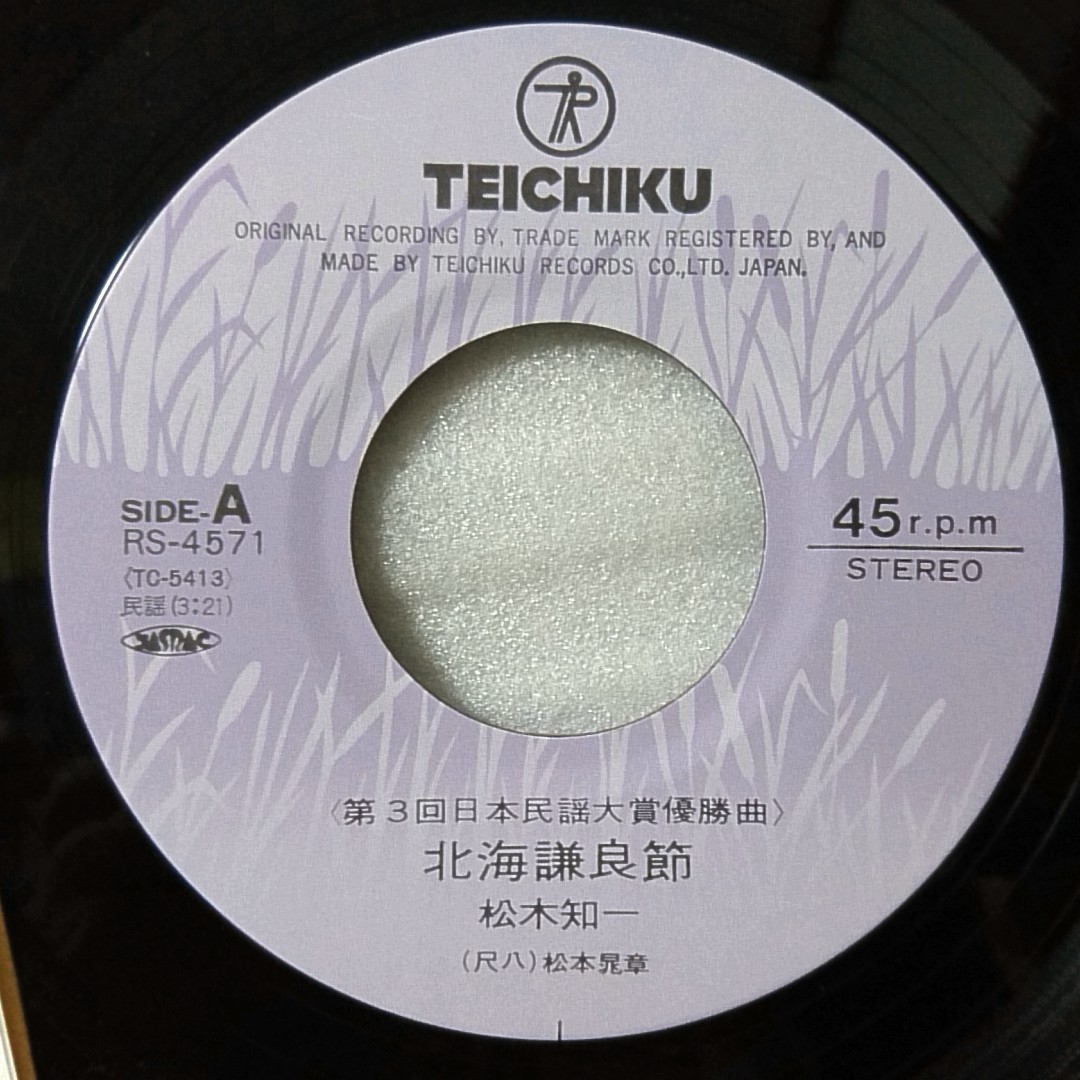 TEICHIKU
ORIGINAL RECORDING BY, TRADE MARK REGISTERED BY, AND
MADE BY TEICHIKU RECORDS CO.,LTD. JAPAN.
SIDE-A
RS-4571
〈TC-5413〉
民謡(3:21)
JASRAC
45r.p.m
STEREO
〈第3回日本民謡大賞優勝曲〉
北海謙良節
松木知一
(尺八)松本晁章